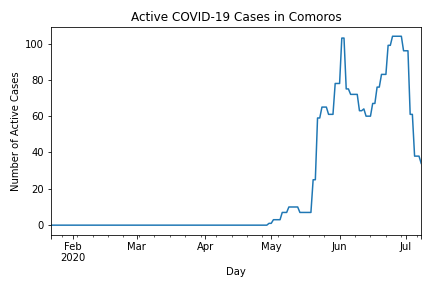 Active COVID-19 Cases in Comoros
Number of Active Cases
100
80
60
40
20
0
Feb
2020
Mar
Apr
May
Jun
Jul
Day